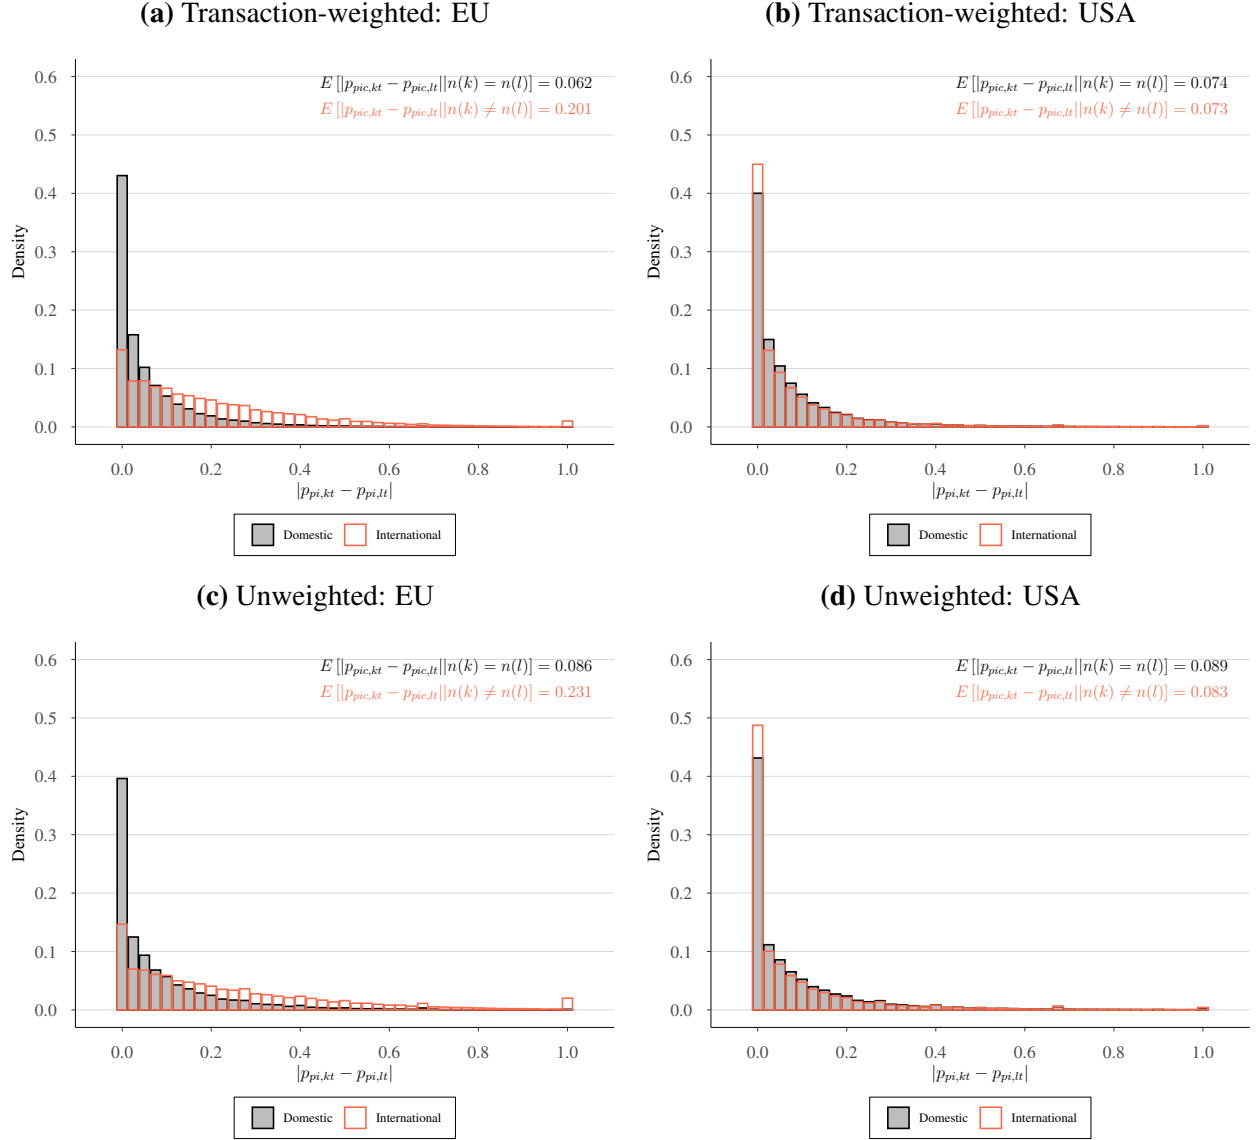 (a) Transaction-weighted: EU
E [|p_{pic,kt} − p_{pic,lt}||n(k) = n(l)] = 0.062
E [|p_{pic,kt} − p_{pic,lt}||n(k) ≠ n(l)] = 0.201
Density
0.6
0.5
0.4
0.3
0.2
0.1
0.0
0.0 0.2 0.4 0.6 0.8 1.0
|p_{pi,kt} − p_{pi,lt}|
Domestic International
(b) Transaction-weighted: USA
E [|p_{pic,kt} − p_{pic,lt}||n(k) = n(l)] = 0.074
E [|p_{pic,kt} − p_{pic,lt}||n(k) ≠ n(l)] = 0.073
Density
0.6
0.5
0.4
0.3
0.2
0.1
0.0
0.0 0.2 0.4 0.6 0.8 1.0
|p_{pi,kt} − p_{pi,lt}|
Domestic International
(c) Unweighted: EU
E [|p_{pic,kt} − p_{pic,lt}||n(k) = n(l)] = 0.086
E [|p_{pic,kt} − p_{pic,lt}||n(k) ≠ n(l)] = 0.231
Density
0.6
0.5
0.4
0.3
0.2
0.1
0.0
0.0 0.2 0.4 0.6 0.8 1.0
|p_{pi,kt} − p_{pi,lt}|
Domestic International
(d) Unweighted: USA
E [|p_{pic,kt} − p_{pic,lt}||n(k) = n(l)] = 0.089
E [|p_{pic,kt} − p_{pic,lt}||n(k) ≠ n(l)] = 0.083
Density
0.6
0.5
0.4
0.3
0.2
0.1
0.0
0.0 0.2 0.4 0.6 0.8 1.0
|p_{pi,kt} − p_{pi,lt}|
Domestic International